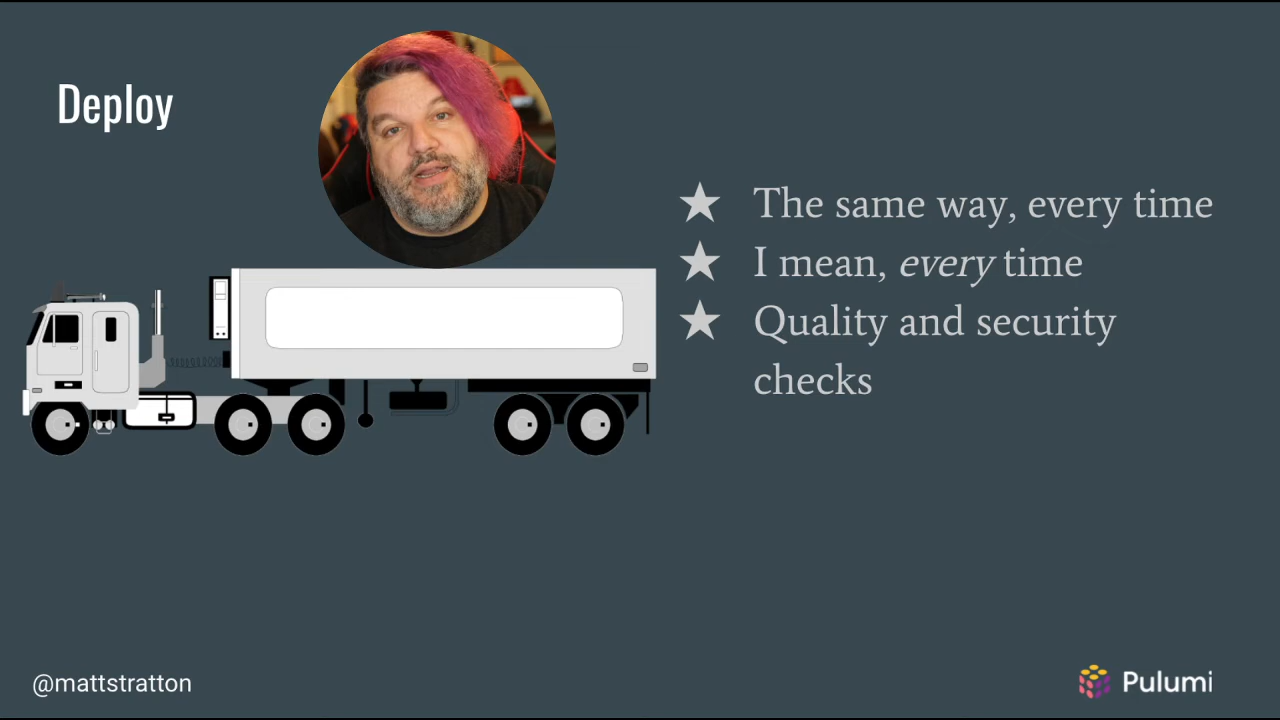 Deploy
The same way, every time
I mean, every time
Quality and security
checks
@mattstratton
Pulumi